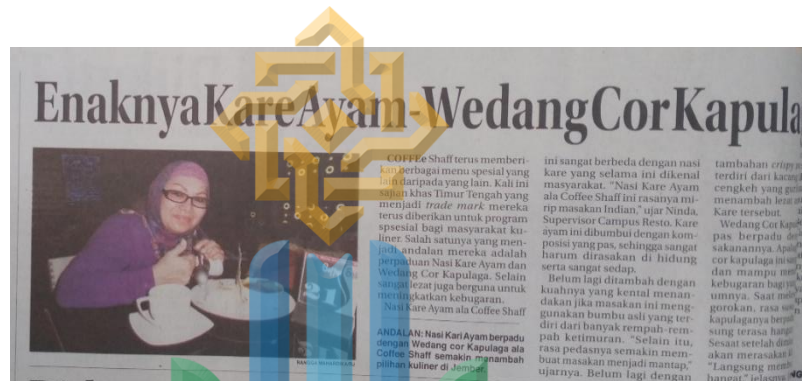 Enaknya Kare Ayam-Wedang Cor Kapula
COFFEe Shaff terus memberi-
kan berbagai menu spesial yang
lain daripada yang lain. Kali ini
sajian khas Timur Tengah yang
menjadi trade mark mereka
terus diberikan untuk program
spsesial bagi masyarakat ku-
liner. Salah satunya yang men-
jadi andalan mereka adalah
perpaduan Nasi Kare Ayam dan
Wedang Cor Kapulaga. Selain
sangat lezat juga berguna untuk
meningkatkan kebugaran.
Nasi Kare Ayam ala Coffee Shaff
ANDALAN: Nasi Kari Ayam berpadu
dengan Wedang cor Kapulaga ala
Coffee Shaff semakin menambah
pilihan kuliner di Jember.
ini sangat berbeda dengan nasi
kare yang selama ini dikenal
masyarakat. "Nasi Kare Ayam
ala Coffee Shaff ini rasanya mi-
rip masakan Indian," ujar Ninda,
Supervisor Campus Resto. Kare
ayam ini dibumbui dengan kom-
posisi yang pas, sehingga sangat
harum dirasakan di hidung
serta sangat sedap.
Belum lagi ditambah dengan
kuahnya yang kental menan-
dakan jika masakan ini meng-
gunakan bumbu asli yang ter-
diri dari banyak rempah-rem-
pah ketimuran. "Selain itu,
rasa pedasnya semakin mem-
buat masakan menjadi mantap,"
ujarnya. Belum lagi dengan
tambahan crispy
terdiri dari
cengkeh yang
menambah lezat
Kare tersebut.
Wedang Cor
pas berpadu
sakanannya.
cor kapulaga ini
dan mampu
kebugaran bagi
umnya. Saat
gorokan, rasa
kapulaganya
sung terasa
Sesaat setelah
akan merasakan
"Langsung
hangat," jelasnya
212